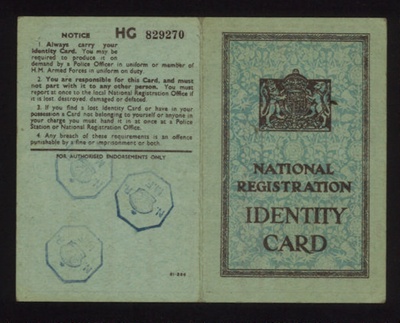 NOTICE HG 829270
1. Always carry your
Identity Card. You may be
required to produce it on
demand by a Police Officer in uniform or member of
H.M. Armed Forces in uniform on duty.
2. You are responsible for this Card, and must
not part with it to any other person. You must
report at once to the local National Registration Office if
it is lost, destroyed, damaged or defaced.
3. If you find a lost Identity Card or have in your
possession a Card not belonging to yourself or anyone in
your charge you must hand it in at once at a Police
Station or National Registration Office.
4. Any breach of these requirements is an offence
punishable by a fine or imprisonment or both.
FOR AUTHORISED ENDORSEMENTS ONLY
NATIONAL
REGISTRATION
IDENTITY
CARD